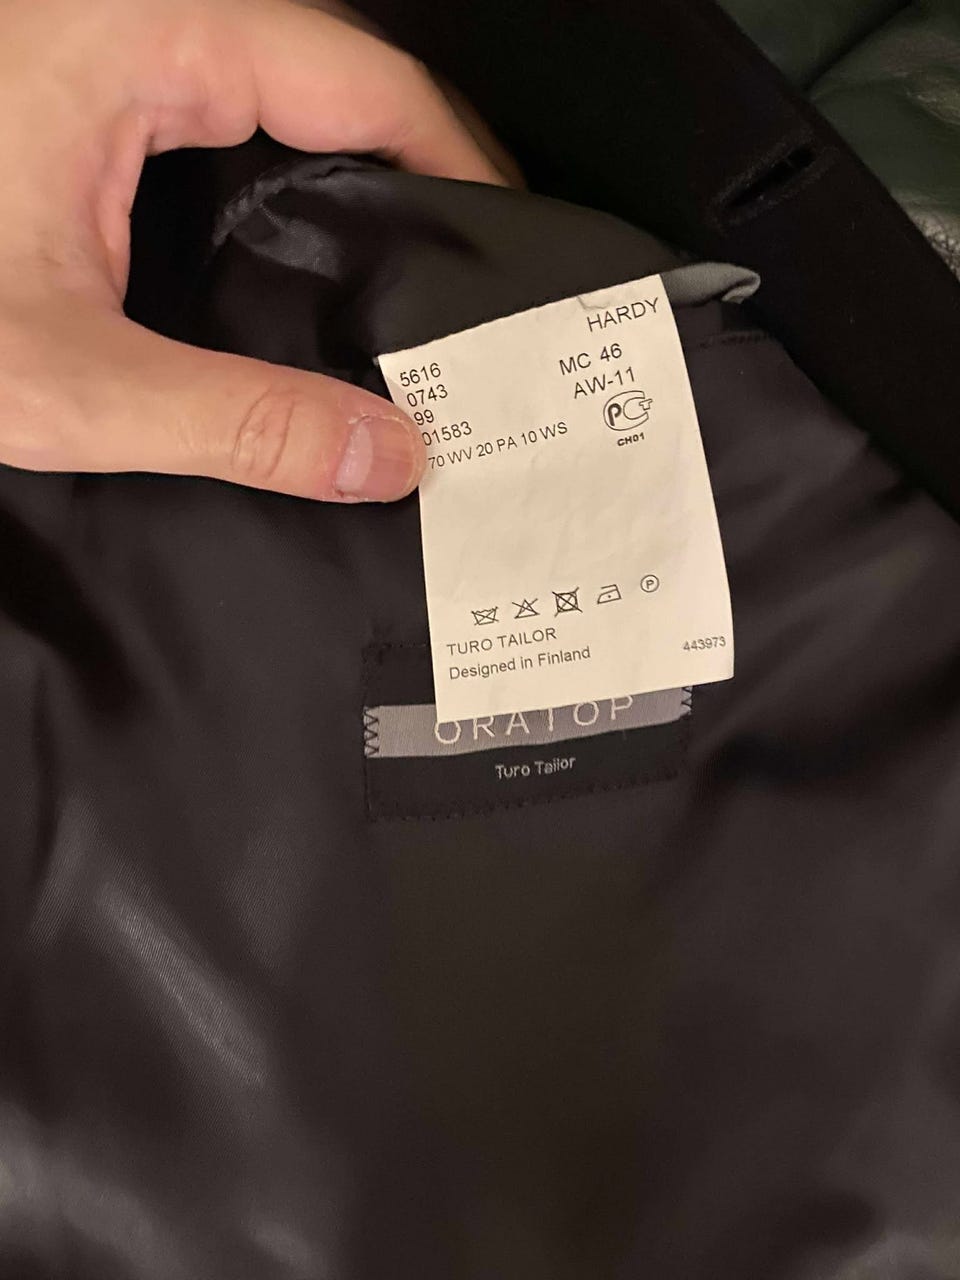 HARDY
5616
MC 46
0743
AW-11
99
01583
PCT
CH01
70 WV 20 PA 10 WS
P
TURO TAILOR
Designed in Finland
443973
ORATOP
Turo Tailor